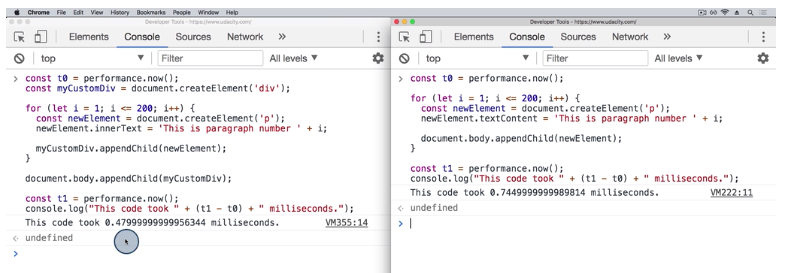 Chrome File Edit View History Bookmarks People Window Help
Developer Tools - https://www.udacity.com/
Elements Console Sources Network »
top ▼ Filter All levels ▼
> const t0 = performance.now();
const myCustomDiv = document.createElement('div');
for (let i = 1; i <= 200; i++) {
const newElement = document.createElement('p');
newElement.innerText = 'This is paragraph number ' + i;
myCustomDiv.appendChild(newElement);
}
document.body.appendChild(myCustomDiv);
const t1 = performance.now();
console.log("This code took " + (t1 - t0) + " milliseconds.");
This code took 0.47999999999956344 milliseconds. VM355:14
undefined
>
Developer Tools - https://www.udacity.com/
Elements Console Sources Network »
top ▼ Filter All levels ▼
> const t0 = performance.now();
for (let i = 1; i <= 200; i++) {
const newElement = document.createElement('p');
newElement.textContent = 'This is paragraph number ' + i;
document.body.appendChild(newElement);
}
const t1 = performance.now();
console.log("This code took " + (t1 - t0) + " milliseconds.");
This code took 0.7449999999989814 milliseconds. VM222:11
undefined
>